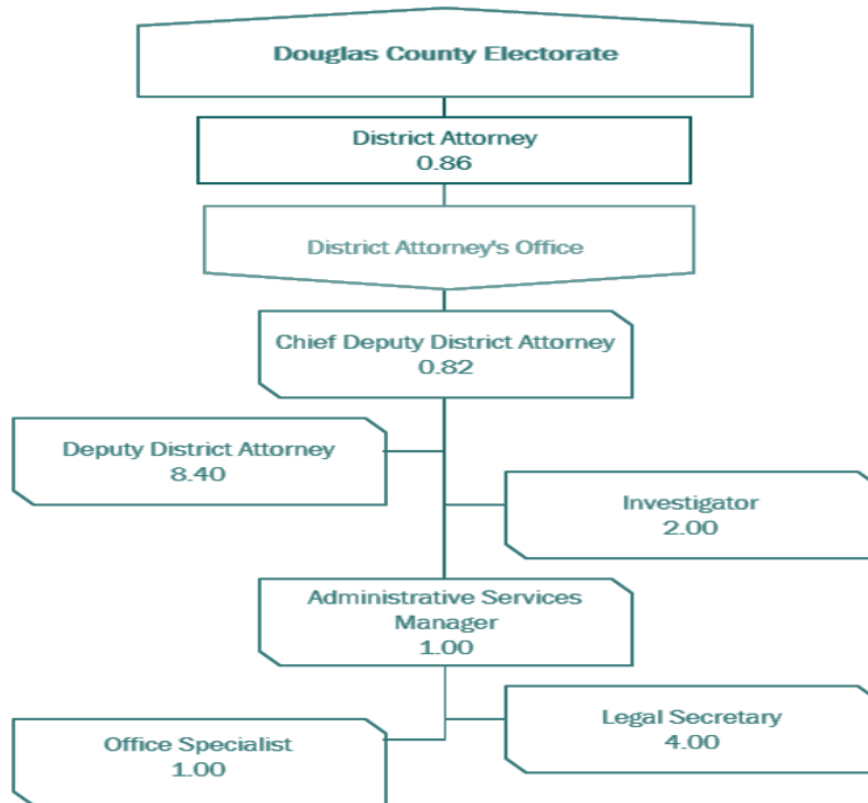 Douglas County Electorate
District Attorney
0.86
District Attorney's Office
Chief Deputy District Attorney
0.82
Deputy District Attorney
8.40
Investigator
2.00
Administrative Services
Manager
1.00
Legal Secretary
4.00
Office Specialist
1.00